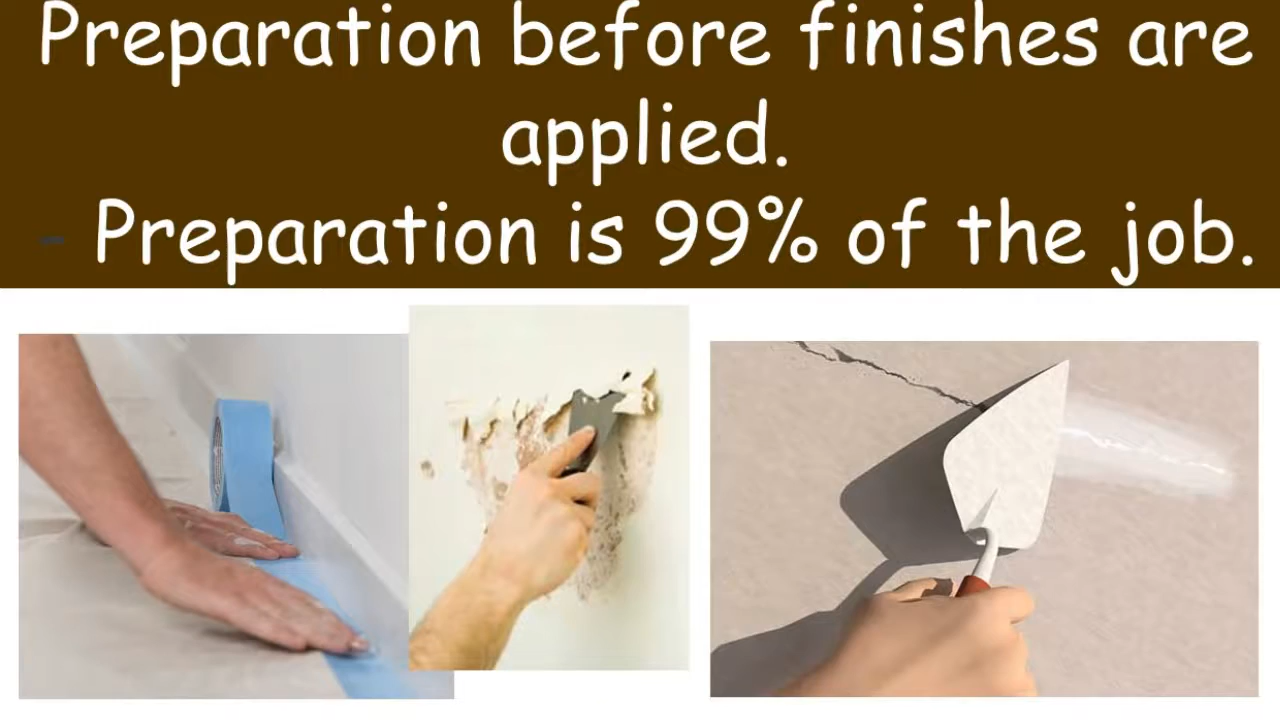 Preparation before finishes are
applied.
- Preparation is 99% of the job.